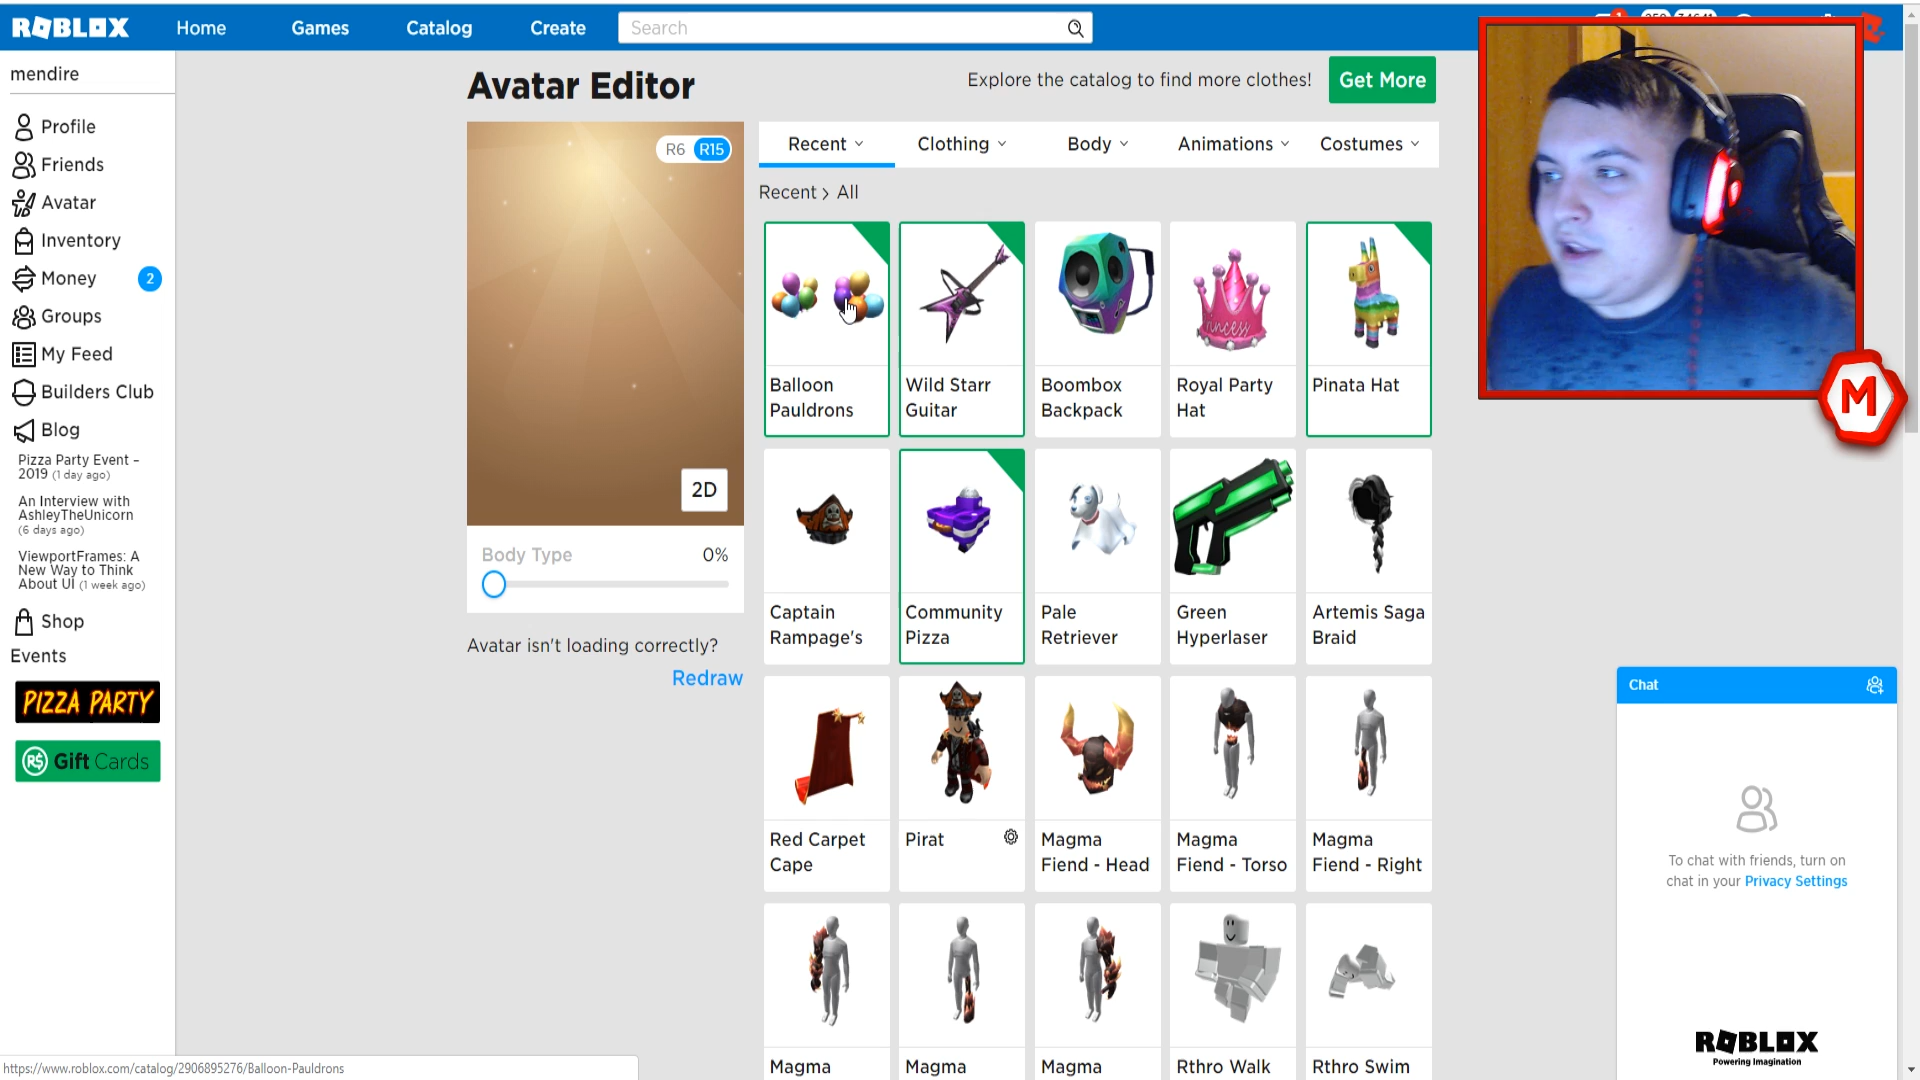 ROBLOX
Home
Games
Catalog
Create
Search
mendire
Profile
Friends
Avatar
Inventory
Money
2
Groups
My Feed
Builders Club
Blog
Pizza Party Event –
2019 (1 day ago)
An Interview with
AshleyTheUnicorn
(6 days ago)
ViewportFrames: A
New Way to Think
About UI (1 week ago)
Shop
Events
PIZZA PARTY
R$ Gift Cards
Avatar Editor
Explore the catalog to find more clothes!
Get More
R6 R15
2D
Body Type
0%
Avatar isn't loading correctly?
Redraw
Recent
Clothing
Body
Animations
Costumes
Recent > All
Balloon
Pauldrons
Wild Starr
Guitar
Boombox
Backpack
Princess
Royal Party
Hat
Pinata Hat
Captain
Rampage's
Community
Pizza
Pale
Retriever
Green
Hyperlaser
Artemis Saga
Braid
Red Carpet
Cape
Pirat
Magma
Fiend - Head
Magma
Fiend - Torso
Magma
Fiend - Right
Magma
Magma
Magma
Rthro Walk
Rthro Swim
M
Chat
To chat with friends, turn on
chat in your Privacy Settings
ROBLOX
Powering Imagination
https://www.roblox.com/catalog/2906895276/Balloon-Pauldrons